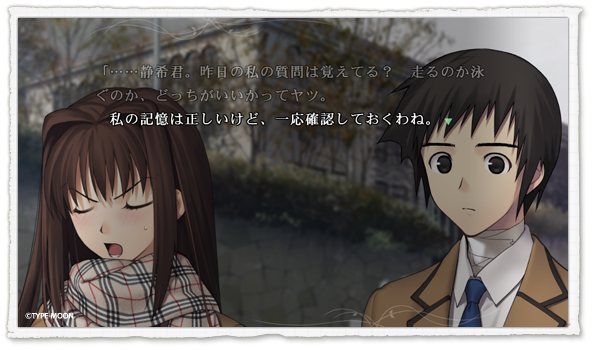 「……静希君。昨日の私の質問は覚えてる？　走るのか泳
ぐのか、どっちがいいかってヤツ。
　私の記憶は正しいけど、一応確認しておくわね。
©TYPE-MOON